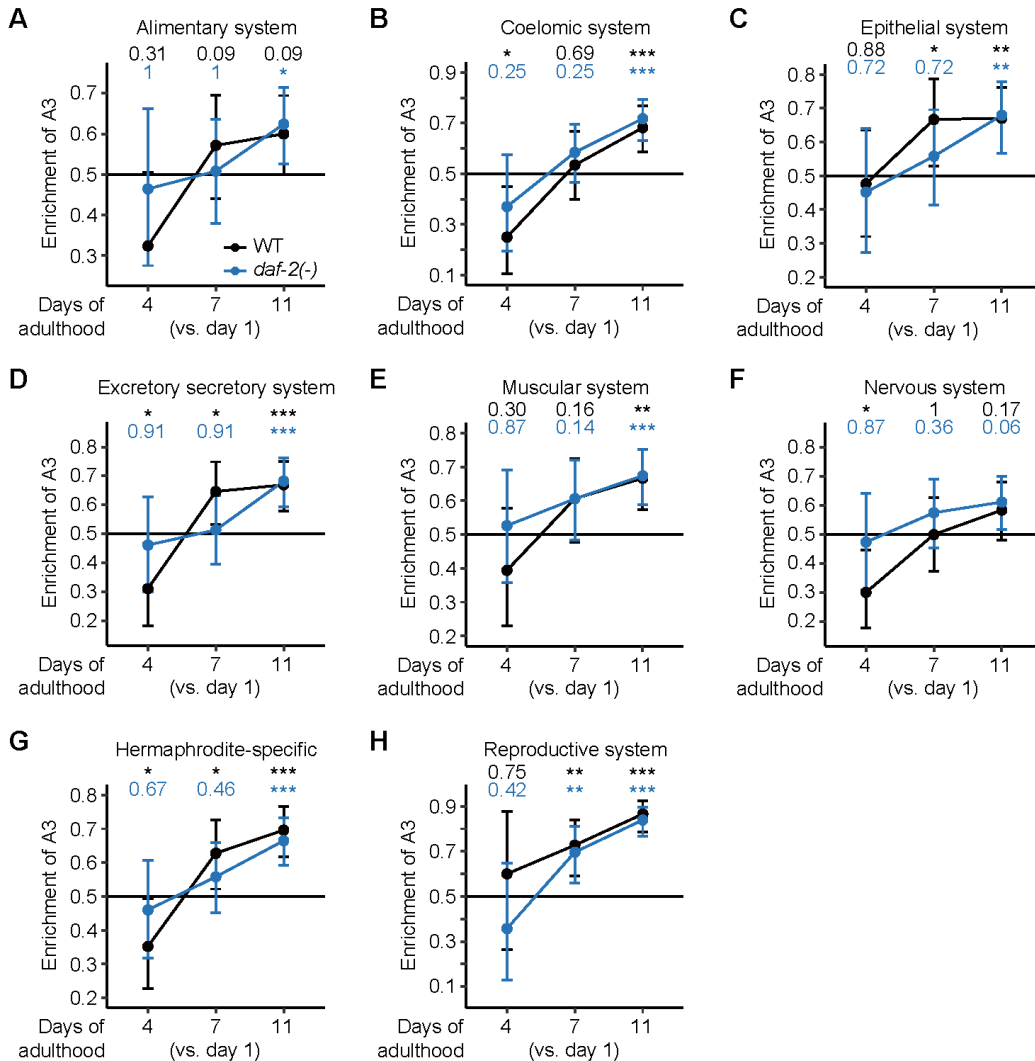 A
Alimentary system
0.31 0.09 0.09
1 1 *
Enrichment of A3
0.7
0.6
0.5
0.4
0.3
WT
daf-2(-)
Days of adulthood
4 7 11
(vs. day 1)
B
Coelomic system
* 0.69 ***
0.25 0.25 ***
Enrichment of A3
0.9
0.7
0.5
0.3
0.1
Days of adulthood
4 7 11
(vs. day 1)
C
Epithelial system
0.88 * **
0.72 0.72 **
Enrichment of A3
0.8
0.7
0.6
0.5
0.4
0.3
0.2
4 7 11
(vs. day 1)
D
Excretory secretory system
* * ***
0.91 0.91 ***
Enrichment of A3
0.8
0.7
0.6
0.5
0.4
0.3
0.2
Days of
adulthood
4 7 11
(vs. day 1)
E
Muscular system
0.30 0.16 **
0.87 0.14 ***
Enrichment of A3
0.8
0.7
0.6
0.5
0.4
0.3
0.2
Days of
adulthood
4 7 11
(vs. day 1)
F
Nervous system
* 1 0.17
0.87 0.36 0.06
Enrichment of A3
0.8
0.7
0.6
0.5
0.4
0.3
0.2
Days of
adulthood
4 7 11
(vs. day 1)
G
Hermaphrodite-specific
* * ***
0.67 0.46 ***
Enrichment of A3
0.8
0.7
0.6
0.5
0.4
0.3
0.2
Days of
adulthood
4 7 11
(vs. day 1)
H
Reproductive system
0.75 ** ***
0.42 ** ***
Enrichment of A3
0.9
0.7
0.5
0.3
0.1
Days of
adulthood
4 7 11
(vs. day 1)